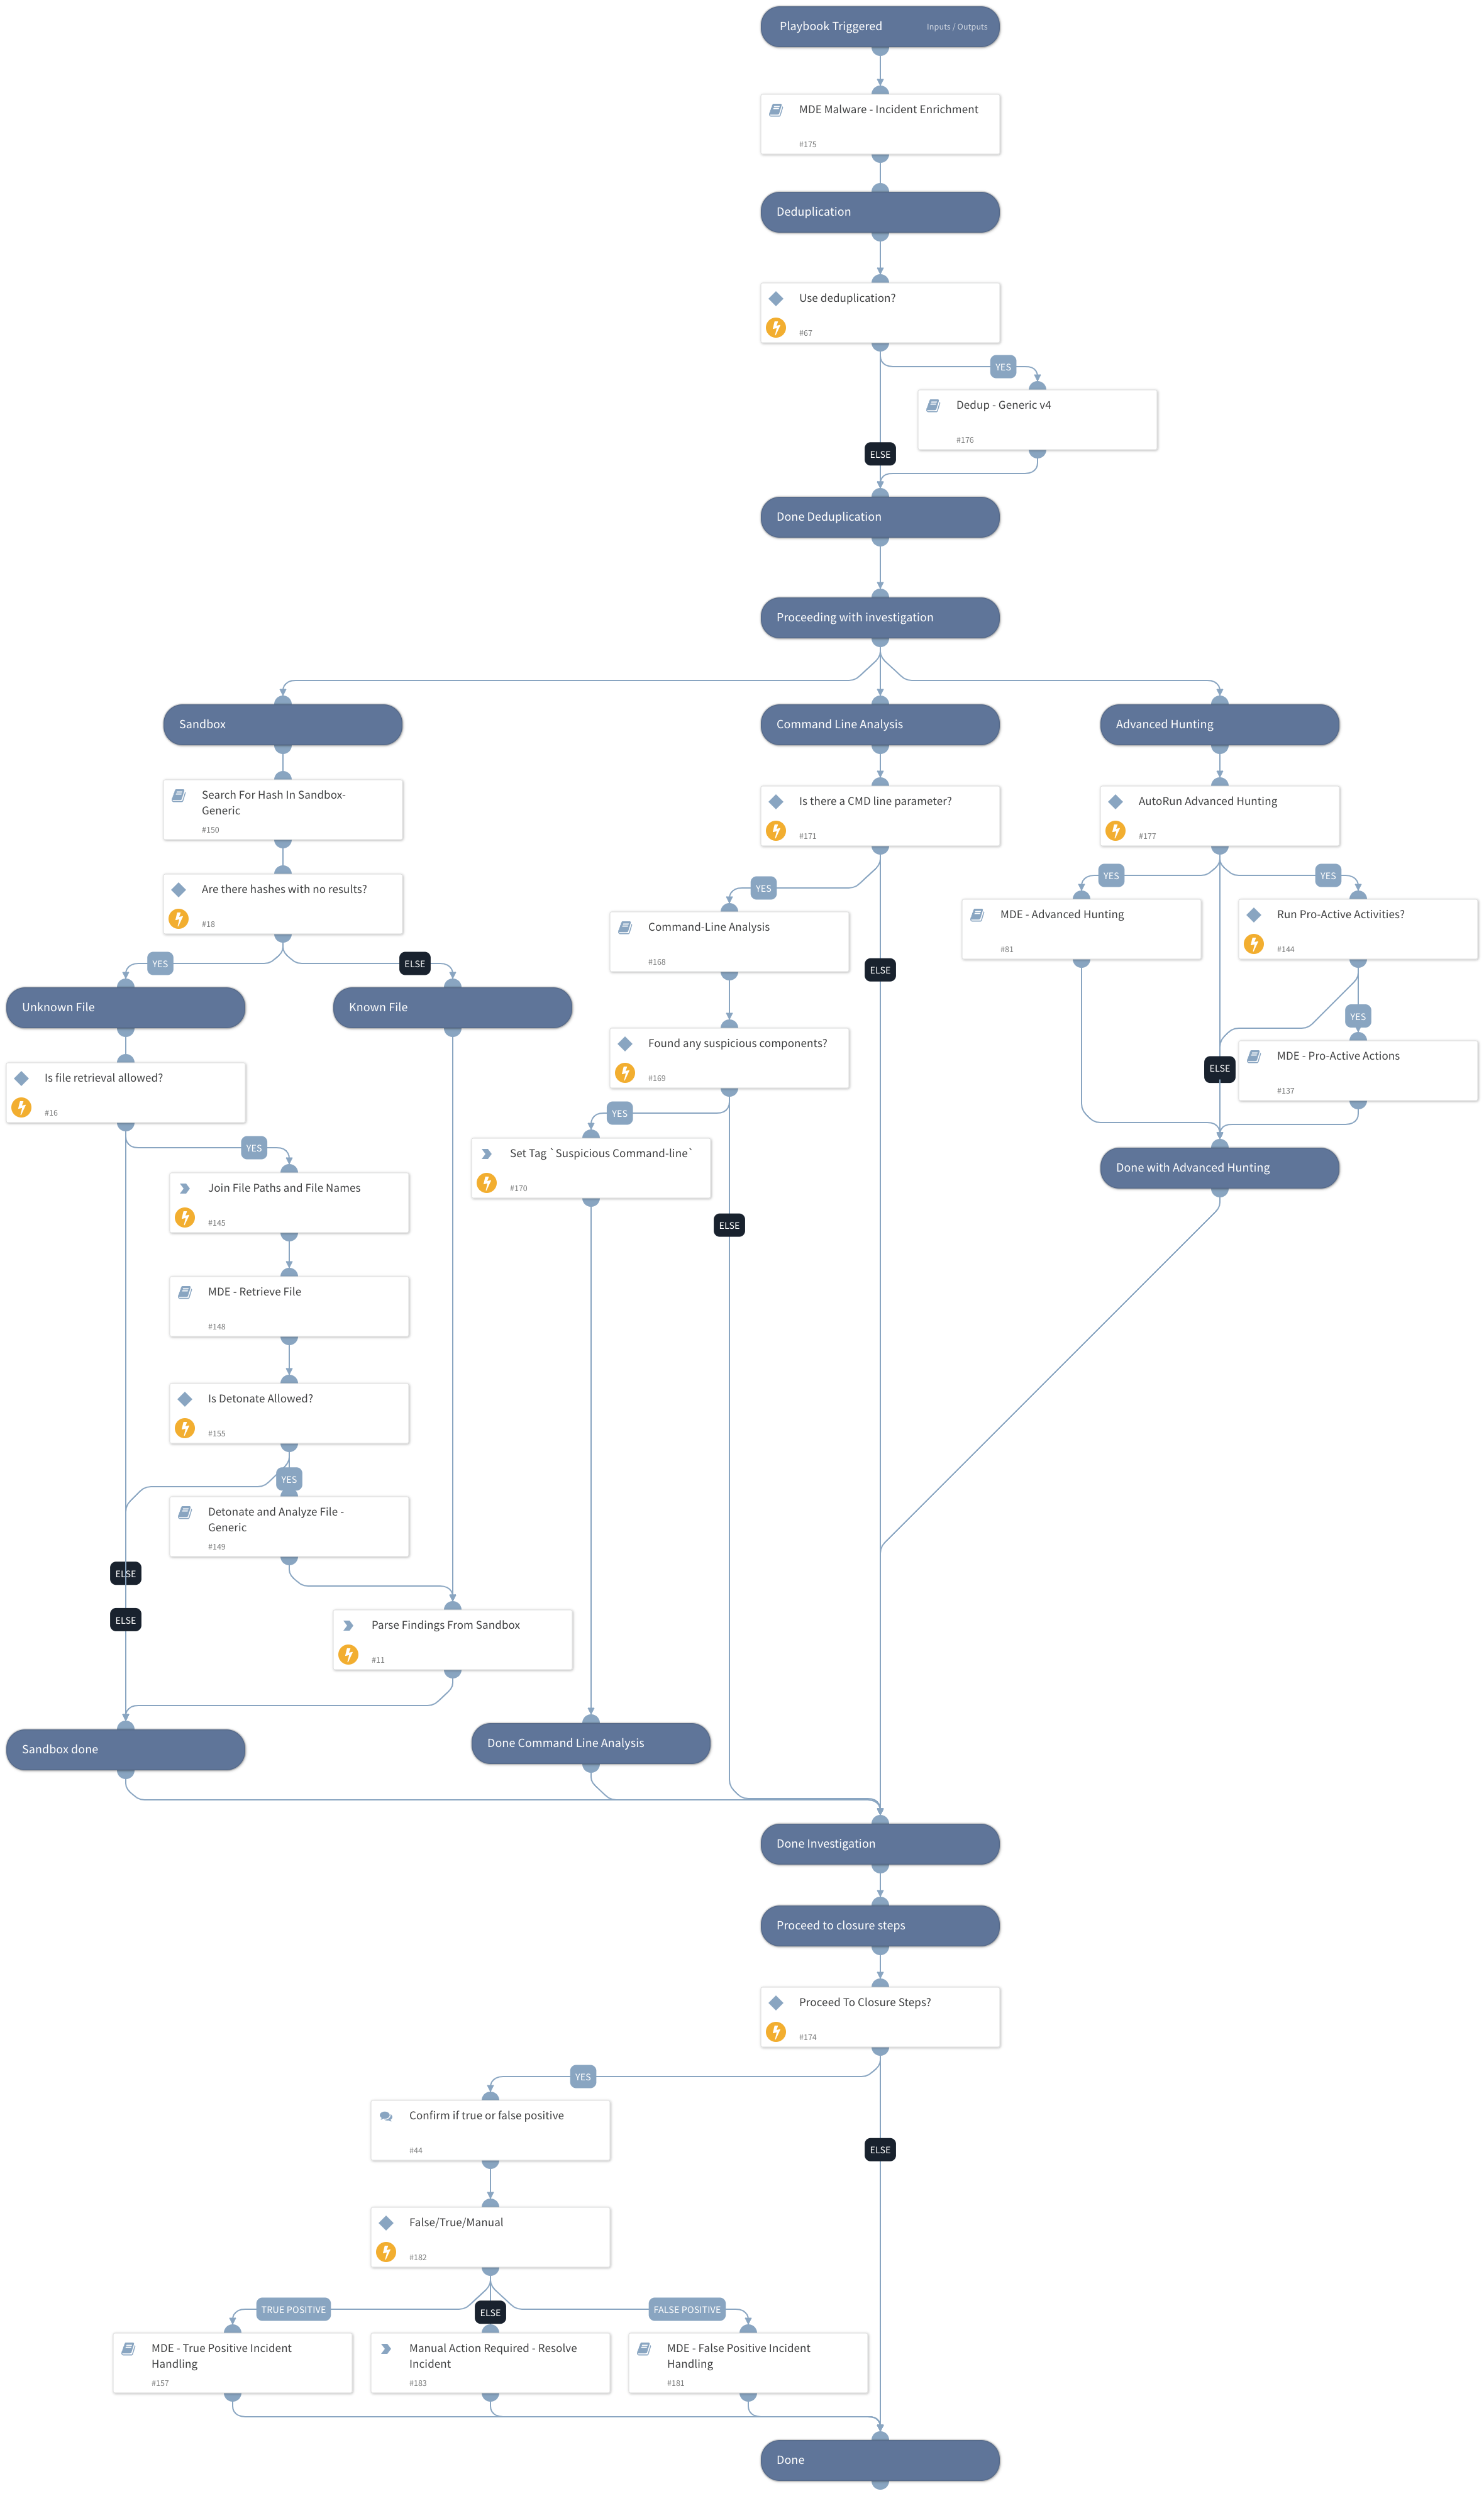 Playbook Triggered
Inputs / Outputs
MDE Malware - Incident Enrichment
#175
Deduplication
Use deduplication?
#67
YES
Dedup - Generic v4
#176
ELSE
Done Deduplication
Proceeding with investigation
Sandbox
Command Line Analysis
Advanced Hunting
Search For Hash In Sandbox-
Generic
#150
Is there a CMD line parameter?
#171
AutoRun Advanced Hunting
#177
Are there hashes with no results?
#18
YES
YES
YES
MDE - Advanced Hunting
#81
Run Pro-Active Activities?
#144
Command-Line Analysis
#168
YES
ELSE
ELSE
Unknown File
Known File
YES
Found any suspicious components?
#169
MDE - Pro-Active Actions
#137
ELSE
Is file retrieval allowed?
#16
YES
YES
Set Tag `Suspicious Command-line`
#170
Done with Advanced Hunting
Join File Paths and File Names
#145
ELSE
MDE - Retrieve File
#148
Is Detonate Allowed?
#155
YES
Detonate and Analyze File -
Generic
#149
ELSE
ELSE
Parse Findings From Sandbox
#11
Sandbox done
Done Command Line Analysis
Done Investigation
Proceed to closure steps
Proceed To Closure Steps?
#174
YES
Confirm if true or false positive
#44
ELSE
False/True/Manual
#182
TRUE POSITIVE
ELSE
FALSE POSITIVE
MDE - True Positive Incident
Handling
#157
Manual Action Required - Resolve
Incident
#183
MDE - False Positive Incident
Handling
#181
Done